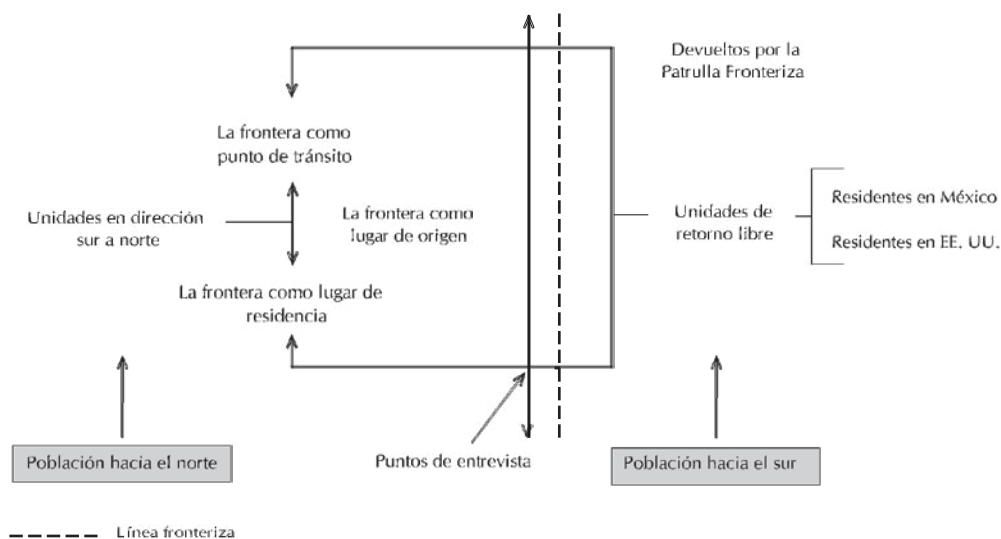 Devueltos por la
Patrulla Fronteriza
La frontera como
punto de tránsito
Unidades en dirección
sur a norte
La frontera como
lugar de origen
Unidades de
retorno libre
Residentes en México
Residentes en EE. UU.
La frontera como lugar de
residencia
Población hacia el norte
Puntos de entrevista
Población hacia el sur
Línea fronteriza